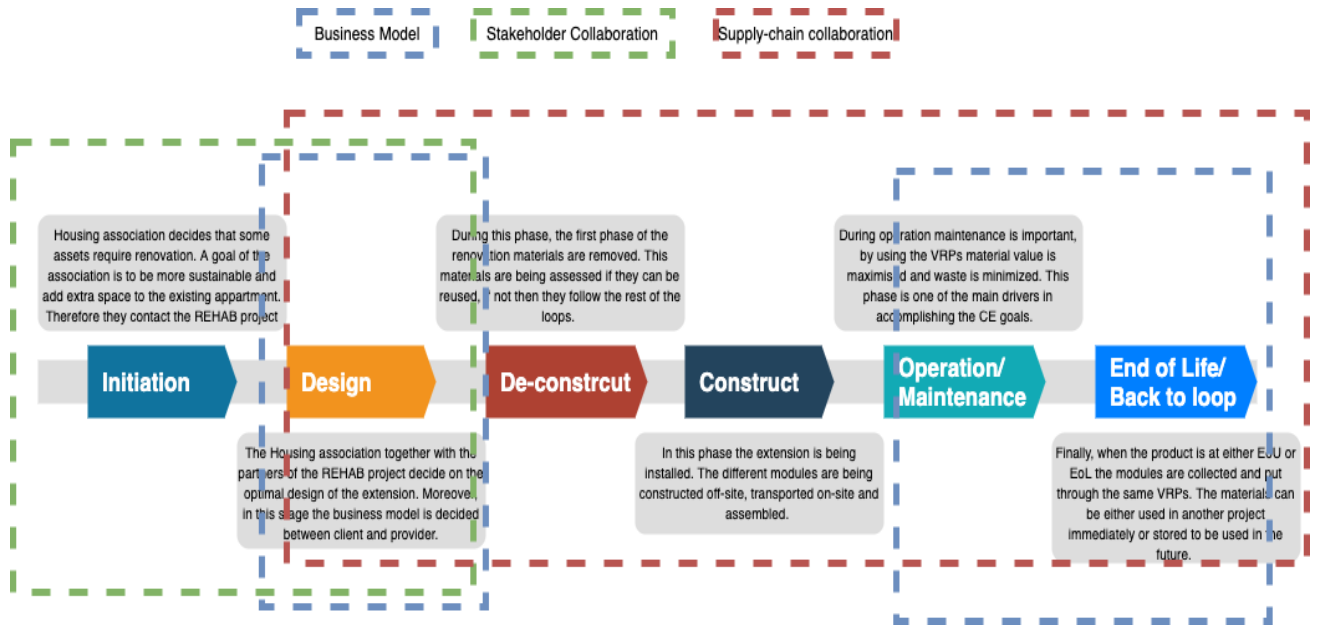 Business Model
Stakeholder Collaboration
Supply-chain collaboration
Housing association decides that some
assets require renovation. A goal of the
association is to be more sustainable and
add extra space to the existing appartment.
Therefore they contact the REHAB project
During this phase, the first phase of the
renovation materials are removed. This
materials are being assessed if they can be
reused, not then they follow the rest of the
loops.
During operation maintenance is important,
by using the VRPs material value is
maximised and waste is minimized. This
phase is one of the main drivers in
accomplishing the CE goals.
Initiation
Design
De-constrcut
Construct
Operation/
Maintenance
End of Life/
Back to loop
The Housing association together with the
partners of the REHAB project decide on the
optimal design of the extension. Moreover,
in this stage the business model is decided
between client and provider.
In this phase the extension is being
installed. The different modules are being
constructed off-site, transported on-site and
assembled.
Finally, when the product is at either EoU or
EoL the modules are collected and put
through the same VRPs. The materials can
be either used in another project
immediately or stored to be used in the
future.